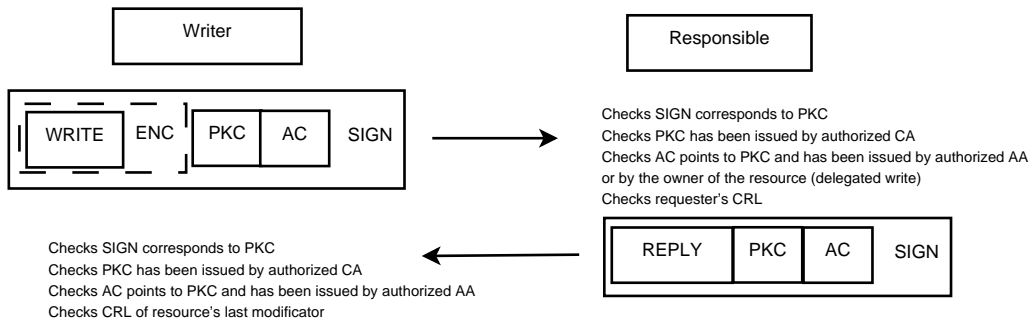 Writer
Responsible
WRITE ENC PKC AC SIGN
Checks SIGN corresponds to PKC
Checks PKC has been issued by authorized CA
Checks AC points to PKC and has been issued by authorized AA
or by the owner of the resource (delegated write)
Checks requester's CRL
REPLY PKC AC SIGN
Checks SIGN corresponds to PKC
Checks PKC has been issued by authorized CA
Checks AC points to PKC and has been issued by authorized AA
Checks CRL of resource's last modificator